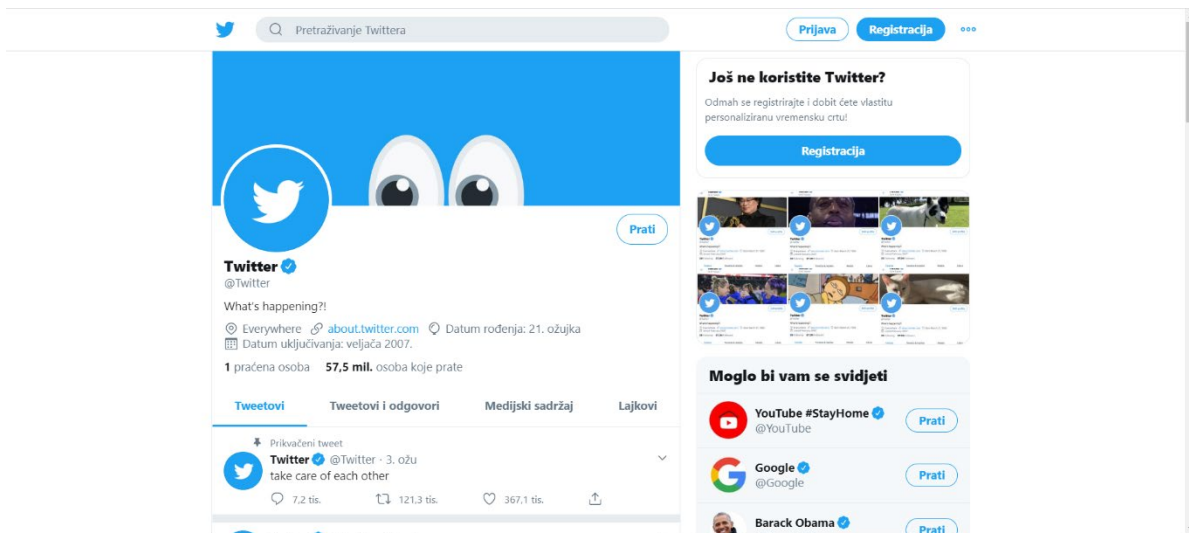 Pretraživanje Twittera
Prijava
Registracija
Još ne koristite Twitter?
Odmah se registrirajte i dobit ćete vlastitu
personaliziranu vremensku crtu!
Registracija
Prati
Twitter
@Twitter
What's happening?!
Everywhere about.twitter.com Datum rođenja: 21. ožujka
Datum uključivanja: veljača 2007.
1 praćena osoba 57,5 mil. osoba koje prate
Tweetovi Tweetovi i odgovori Medijski sadržaj Lajkovi
Prikvačeni tweet
Twitter @Twitter · 3. ožu
take care of each other
7,2 tis. 121,3 tis. 367,1 tis.
Moglo bi vam se svidjeti
YouTube #StayHome
@YouTube
Prati
Google
@Google
Prati
Barack Obama
Prati